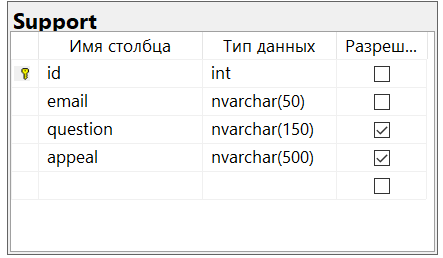 Support
Имя столбца Тип данных Разреш...
id int
email nvarchar(50)
question nvarchar(150)
appeal nvarchar(500)